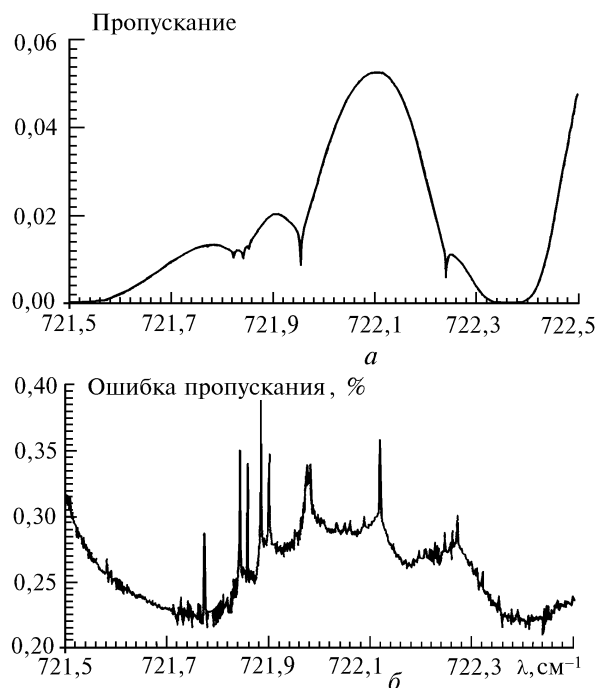 Пропускание
0,06
0,04
0,02
0,00
721,5 721,7 721,9 722,1 722,3 722,5
а
0,40 Ошибка пропускания, %
0,35
0,30
0,25
0,20
721,5 721,7 721,9 722,1 722,3 λ, см⁻¹
б